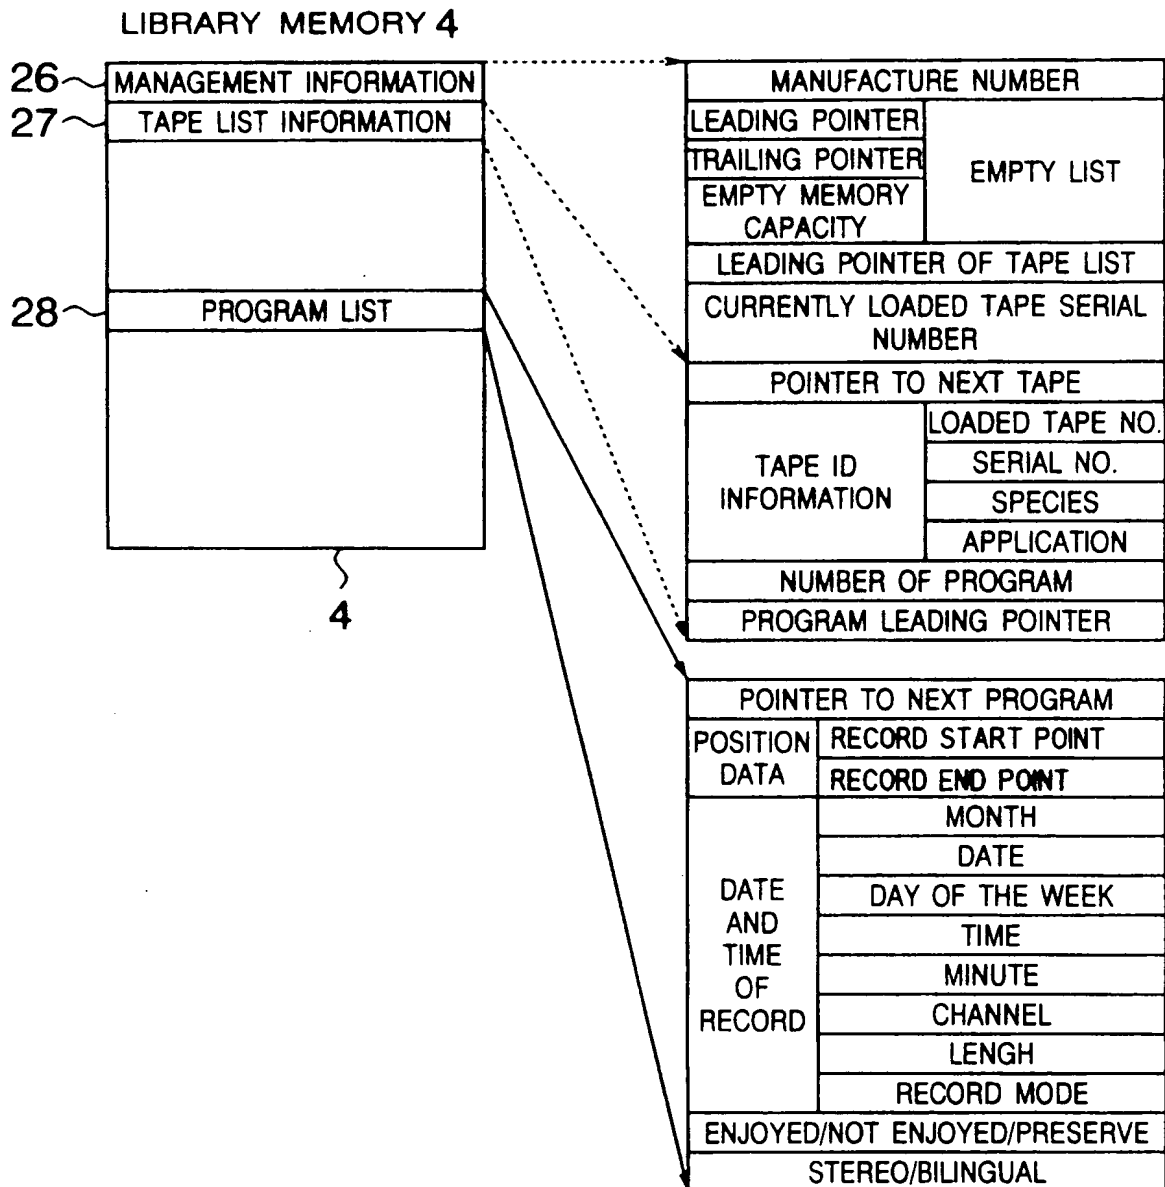 LIBRARY MEMORY 4
26
MANAGEMENT INFORMATION
27
TAPE LIST INFORMATION
28
PROGRAM LIST
4
MANUFACTURE NUMBER
LEADING POINTER
TRAILING POINTER
EMPTY MEMORY
CAPACITY
EMPTY LIST
LEADING POINTER OF TAPE LIST
CURRENTLY LOADED TAPE SERIAL
NUMBER
POINTER TO NEXT TAPE
TAPE ID
INFORMATION
LOADED TAPE NO.
SERIAL NO.
SPECIES
APPLICATION
NUMBER OF PROGRAM
PROGRAM LEADING POINTER
POINTER TO NEXT PROGRAM
POSITION
DATA
RECORD START POINT
RECORD END POINT
DATE
AND
TIME
OF
RECORD
MONTH
DATE
DAY OF THE WEEK
TIME
MINUTE
CHANNEL
LENGH
RECORD MODE
ENJOYED/NOT ENJOYED/PRESERVE
STEREO/BILINGUAL